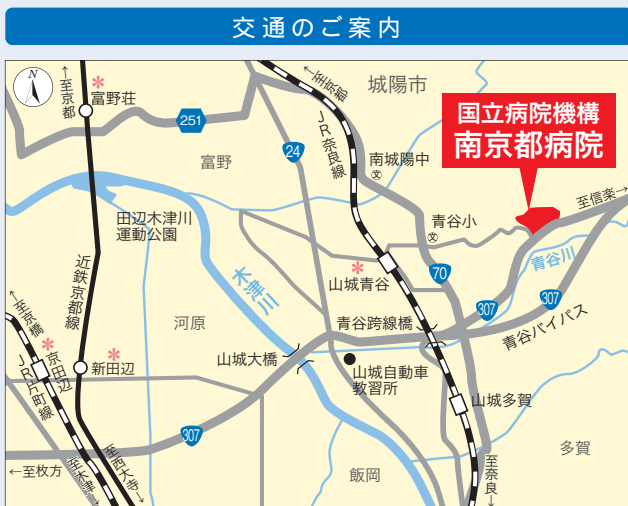 交通のご案内
N
←至京都
*
富野荘
251
富野
24
←至京都
JR奈良線
城陽市
国立病院機構
南京都病院
南城陽中
文
至信楽→
青谷小
文
田辺木津川
運動公園
近鉄京都線
木津川
*
山城青谷
70
青谷川
307
307
青谷バイパス
←至京橋
河原
青谷跨線橋
*
京田辺
JR片町線
*
新田辺
山城大橋
山城自動車
教習所
山城多賀
307
多賀
←至枚方
至木津→
至西大寺→
飯岡
至奈良→